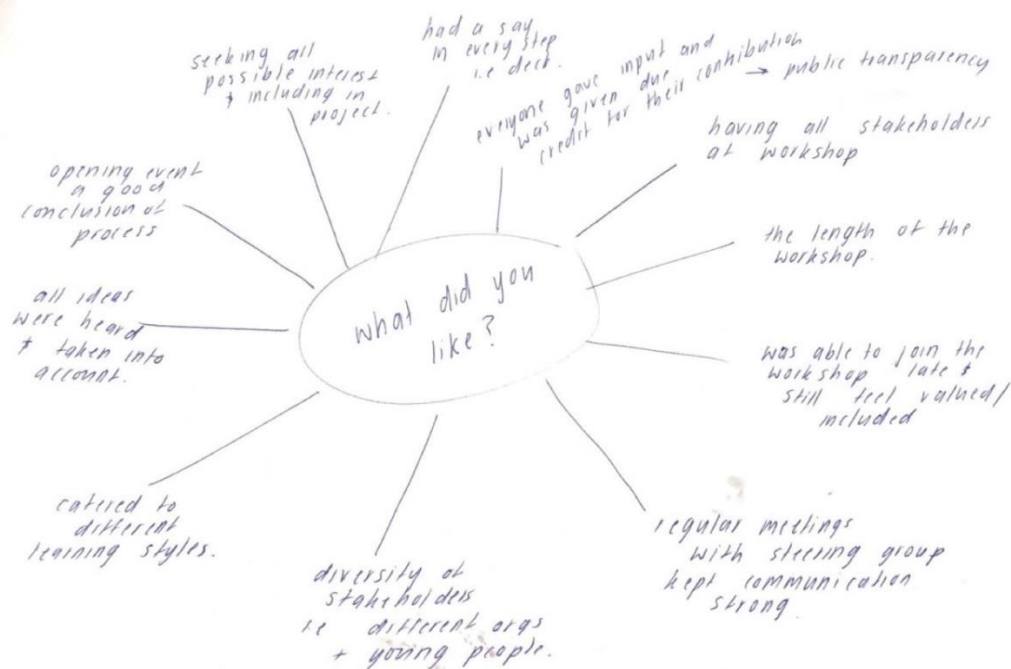 what did you
like?
had a say
in every step
i.e
everyone gave input and
was given due
credit for their contribution
→ public transparency
having all stakeholders
at workshop
the length of the
workshop.
was able to join the
workshop late &
still feel valued/
included
regular meetings
with steering group
kept communication
strong
diversity of
stakeholders
i.e different orgs
+ young people.
catered to
different
learning styles.
all ideas
were heard
& taken into
account.
opening event
a good
conclusion of
process
seeking all
possible interest
& including in
project.